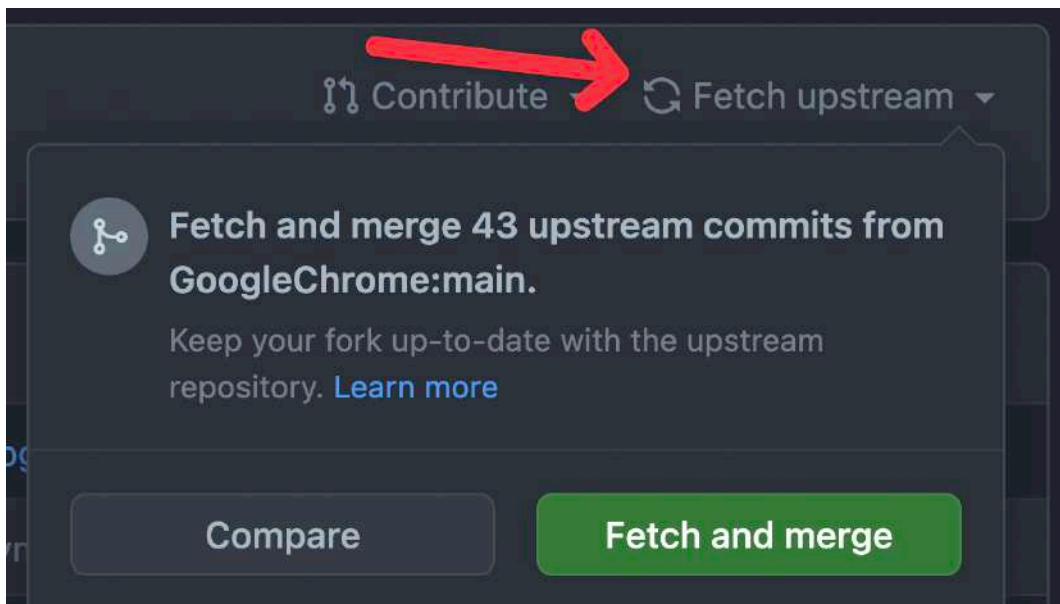 Contribute
Fetch upstream
Fetch and merge 43 upstream commits from
GoogleChrome:main.
Keep your fork up-to-date with the upstream
repository. Learn more
Compare
Fetch and merge